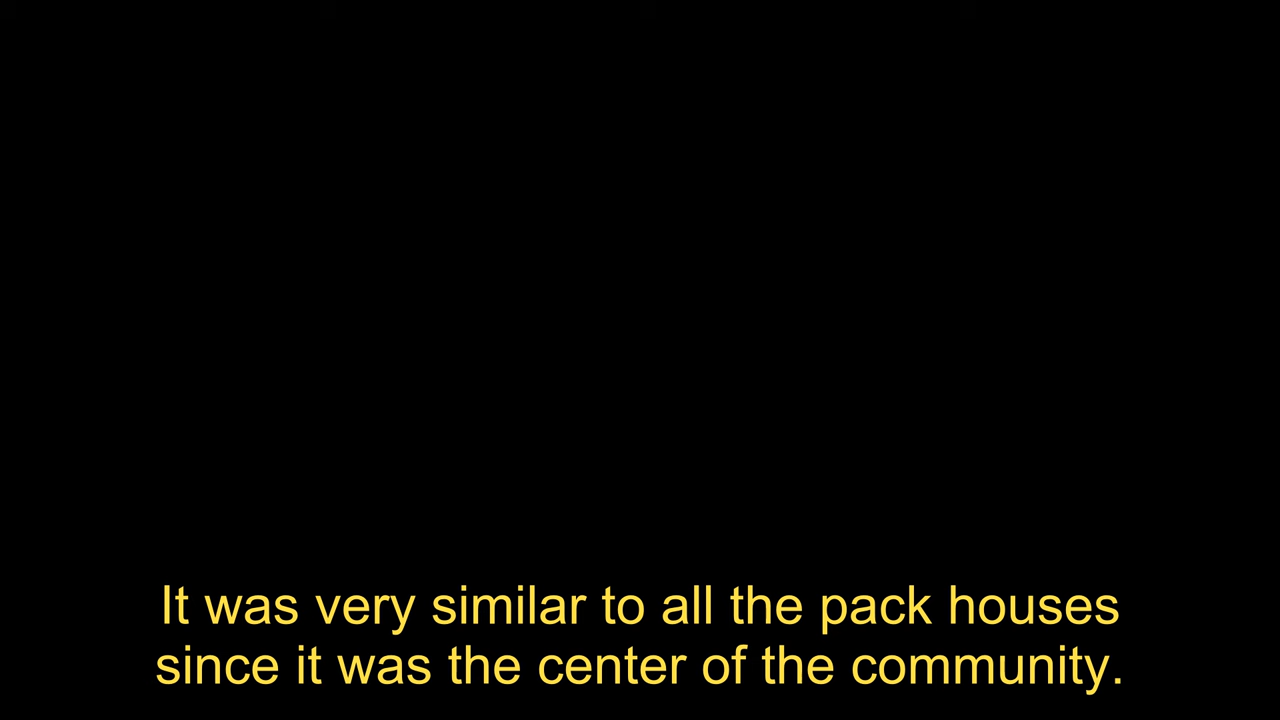 It was very similar to all the pack houses
since it was the center of the community.